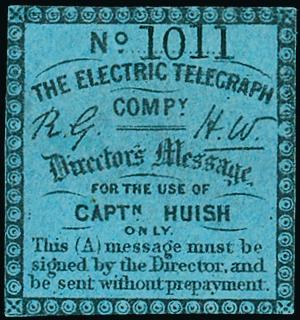 No. 1011
THE ELECTRIC TELEGRAPH
COMPY.
R.G. H.W.
Director's Message,
FOR THE USE OF
CAPTN. HUISH
ONLY.
This (A) message must be
signed by the Director, and
be sent without prepayment.